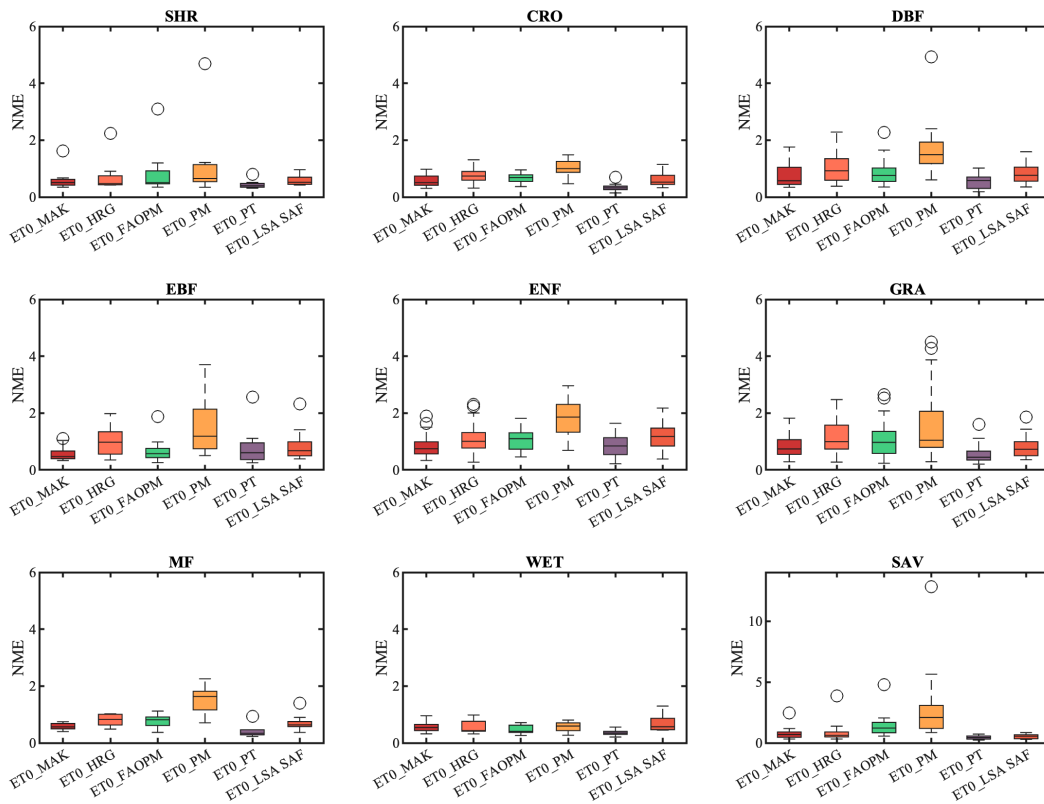 SHR
CRO
DBF
6
4
2
0
NME
ET0_MAK
ET0_HRG
ET0_FAOPM
ET0_PM
ET0_PT
ET0_LSA SAF
6
4
2
0
NME
ET0_MAK
ET0_HRG
ET0_FAOPM
ET0_PM
ET0_PT
ET0_LSA SAF
6
4
2
0
NME
ET0_MAK
ET0_HRG
ET0_FAOPM
ET0_PM
ET0_PT
ET0_LSA SAF
EBF
ENF
GRA
6
4
2
0
NME
ET0_MAK
ET0_HRG
ET0_FAOPM
ET0_PM
ET0_PT
ET0_LSA SAF
6
4
2
0
NME
ET0_MAK
ET0_HRG
ET0_FAOPM
ET0_PM
ET0_PT
ET0_LSA SAF
6
4
2
0
NME
ET0_MAK
ET0_HRG
ET0_FAOPM
ET0_PM
ET0_PT
ET0_LSA SAF
MF
WET
SAV
6
4
2
0
NME
ET0_MAK
ET0_HRG
ET0_FAOPM
ET0_PM
ET0_PT
ET0_LSA SAF
6
4
2
0
NME
ET0_MAK
ET0_HRG
ET0_FAOPM
ET0_PM
ET0_PT
ET0_LSA SAF
10
5
0
NME
ET0_MAK
ET0_HRG
ET0_FAOPM
ET0_PM
ET0_PT
ET0_LSA SAF